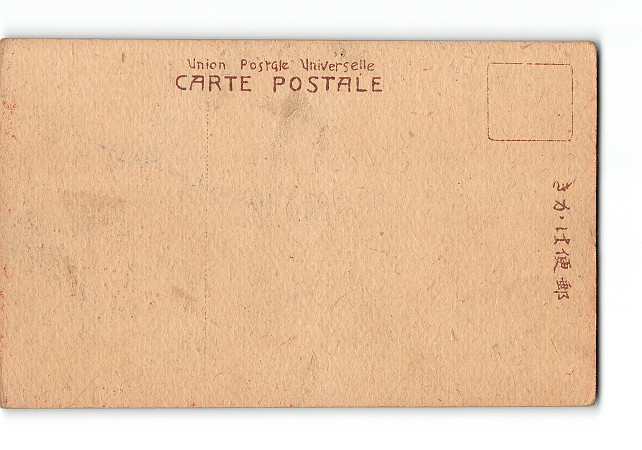 Union Postale Universelle
CARTE POSTALE
郵便はかき